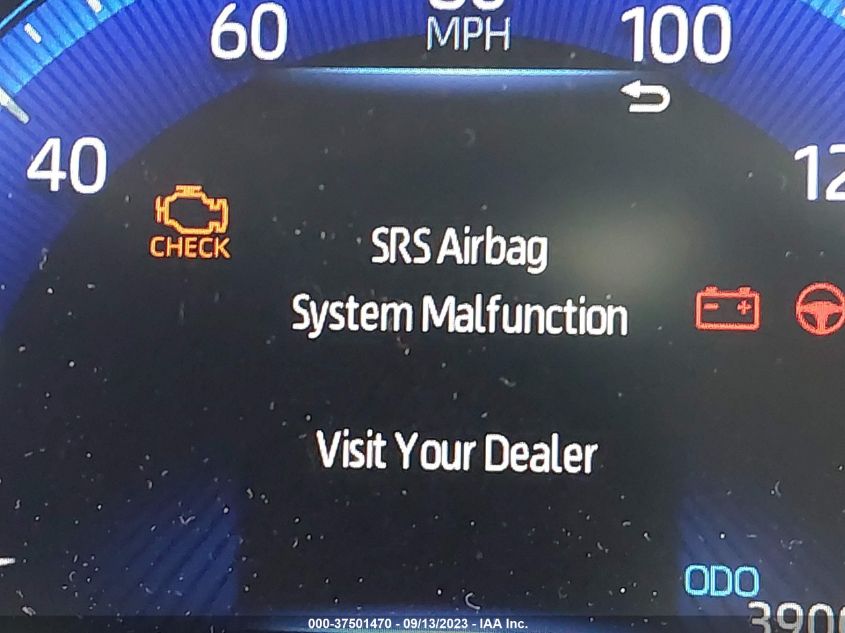 60
MPH
100
40
CHECK
SRS Airbag
System Malfunction
Visit Your Dealer
ODO
000-37501470 - 09/13/2023 - IAA Inc.